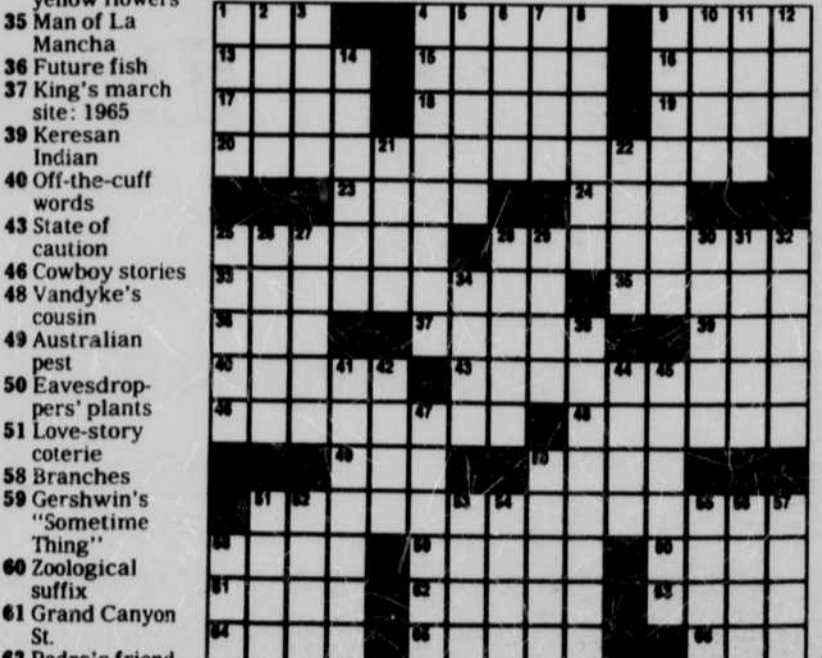 yellow flowers
35 Man of La
Mancha
36 Future fish
37 King's march
site: 1965
39 Keresan
Indian
40 Off-the-cuff
words
43 State of
caution
46 Cowboy stories
48 Vandyke's
cousin
49 Australian
pest
50 Eavesdrop-
pers' plants
51 Love-story
coterie
58 Branches
59 Gershwin's
"Sometime
Thing"
60 Zoological
suffix
61 Grand Canyon
St.
62 Pedro's friend
1 2 3 4 5 6 7 8 9 10 11 12
13 14 15 16
17 18 19
20 21 22
23 24
25 26 27 28 29 30 31 32
33 34 35
36 37 38 39
40 41 42 43 44 45
46 47 48
49 50
51 52 53 54 55 56 57
58 59 60
61 62 63
64 65 66